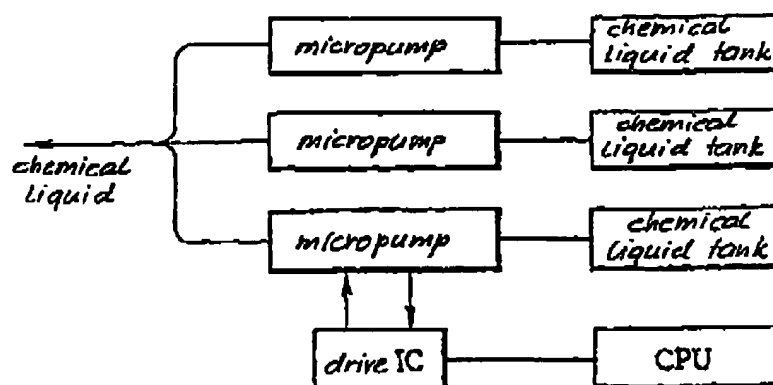 micropump
chemical
liquid tank
micropump
chemical
liquid tank
chemical
liquid
micropump
chemical
liquid tank
drive IC
CPU